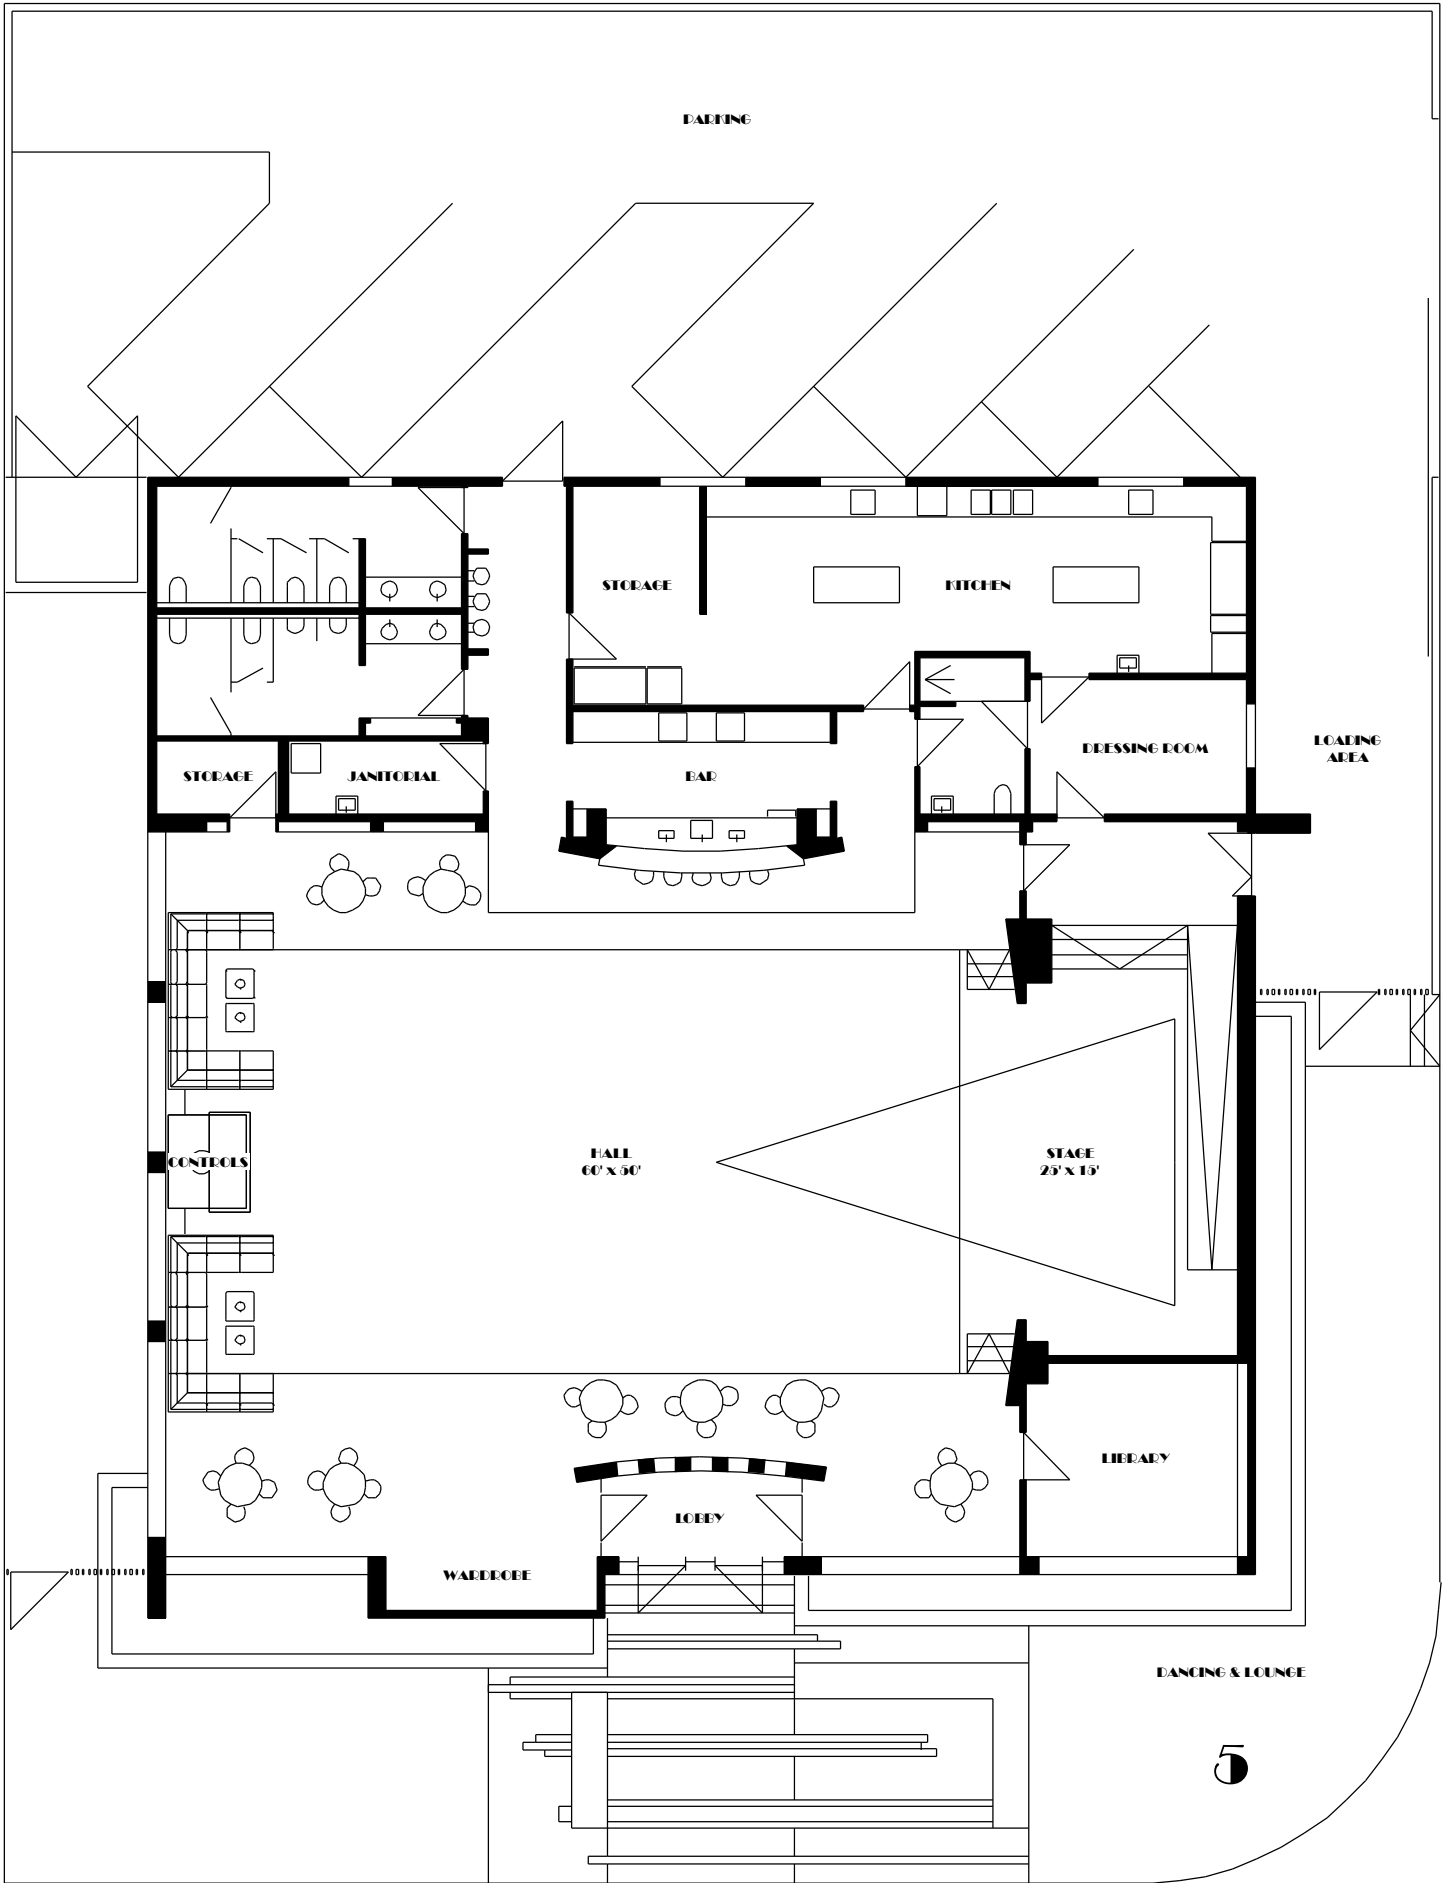 PARKING
STORAGE
KITCHEN
STORAGE
JANITORIAL
BAR
DRESSING ROOM
LOADING
AREA
CONTROLS
HALL
60' x 50'
STAGE
25' x 15'
LIBRARY
LOBBY
WARDROBE
DANCING & LOUNGE
5